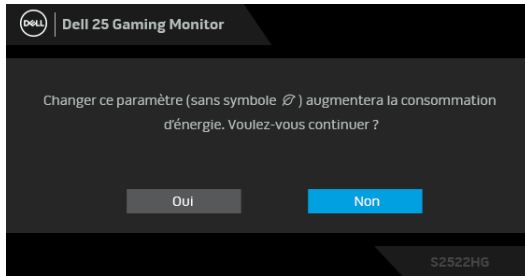 DELL
Dell 25 Gaming Monitor
Changer ce paramètre (sans symbole ) augmentera la consommation
d'énergie. Voulez-vous continuer ?
Oui Non
S2522HG